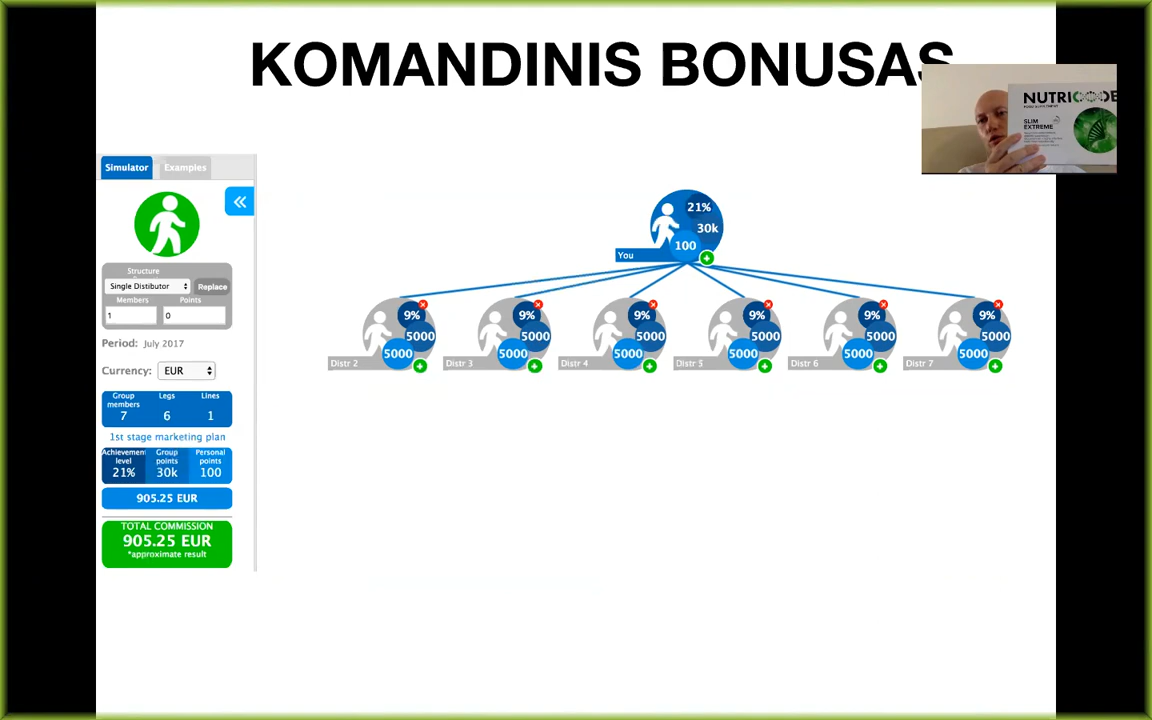 KOMANDINIS BONUSAS
NUTRICODE
SLIM
EXTREME
Simulator
Examples
«
Structure
Single Distibutor
Replace
Members
Points
1
0
Period: July 2017
Currency: EUR
Group members
Legs
Lines
7
6
1
1st stage marketing plan
Achievement level
Group points
Personal points
21%
30k
100
905.25 EUR
TOTAL COMMISSION
905.25 EUR
*approximate result
21%
30k
100
You
9%
5000
5000
Distr 2
9%
5000
5000
Distr 3
9%
5000
5000
Distr 4
9%
5000
5000
Distr 5
9%
5000
5000
Distr 6
9%
5000
5000
Distr 7